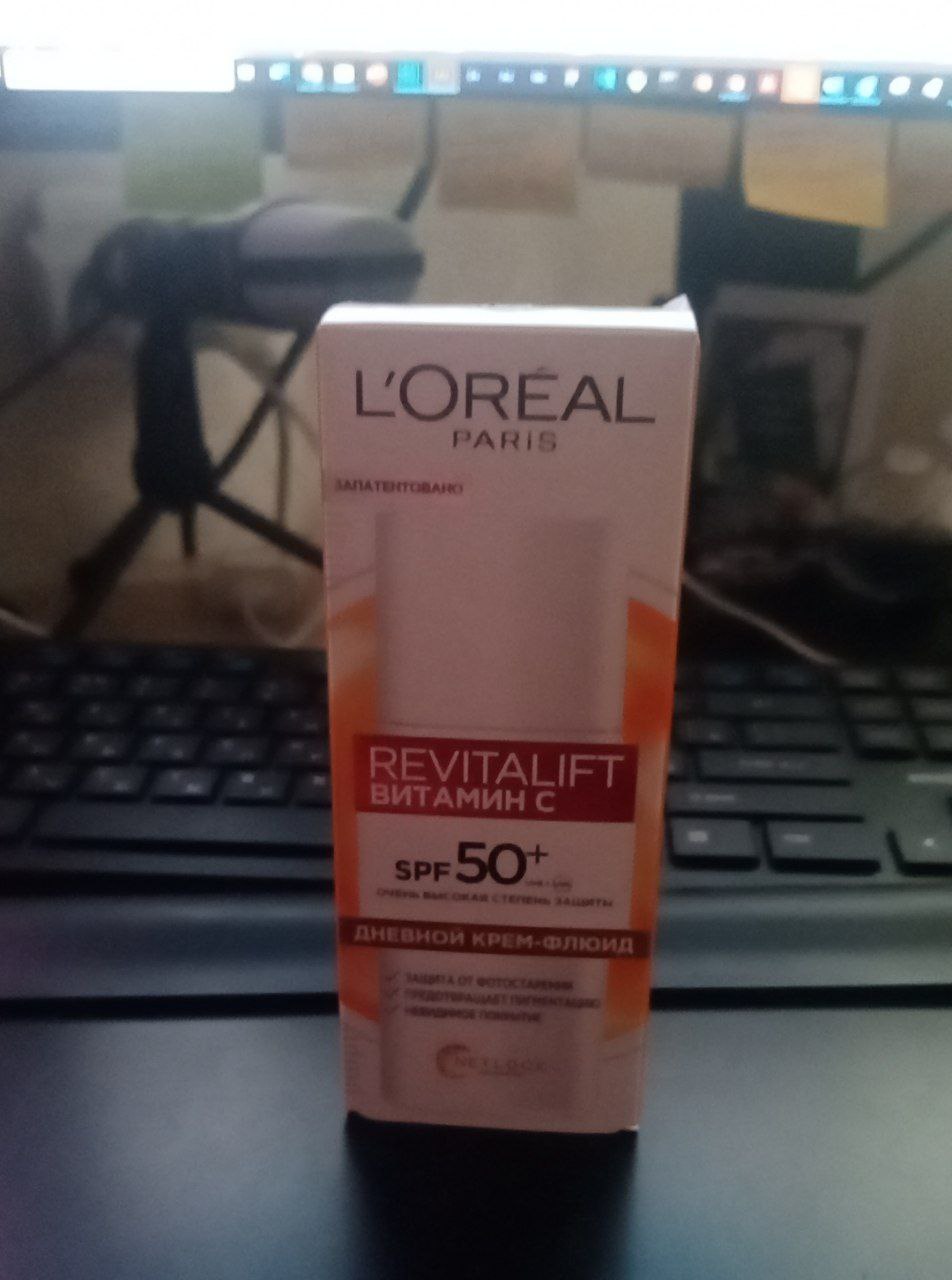 L'ORÉAL
PARIS
ЗАПАТЕНТОВАНО
REVITALIFT
ВИТАМИН С
SPF 50+
ОЧЕНЬ ВЫСОКАЯ СТЕПЕНЬ ЗАЩИТЫ
ДНЕВНОЙ КРЕМ-ФЛЮИД
ЗАЩИТА ОТ ФОТОСТАРЕНИЯ
ПРЕДОТВРАЩАЕТ ПИГМЕНТАЦИЮ
НЕВИДИМОЕ ПОКРЫТИЕ
NETLOCK